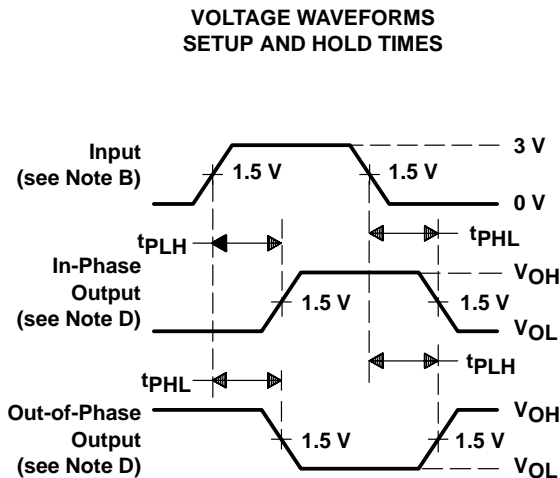 VOLTAGE WAVEFORMS
SETUP AND HOLD TIMES
Input
(see Note B)
1.5 V
1.5 V
3 V
0 V
tPLH
tPHL
In-Phase
Output
(see Note D)
1.5 V
1.5 V
VOH
VOL
tPHL
tPLH
Out-of-Phase
Output
(see Note D)
1.5 V
1.5 V
VOH
VOL